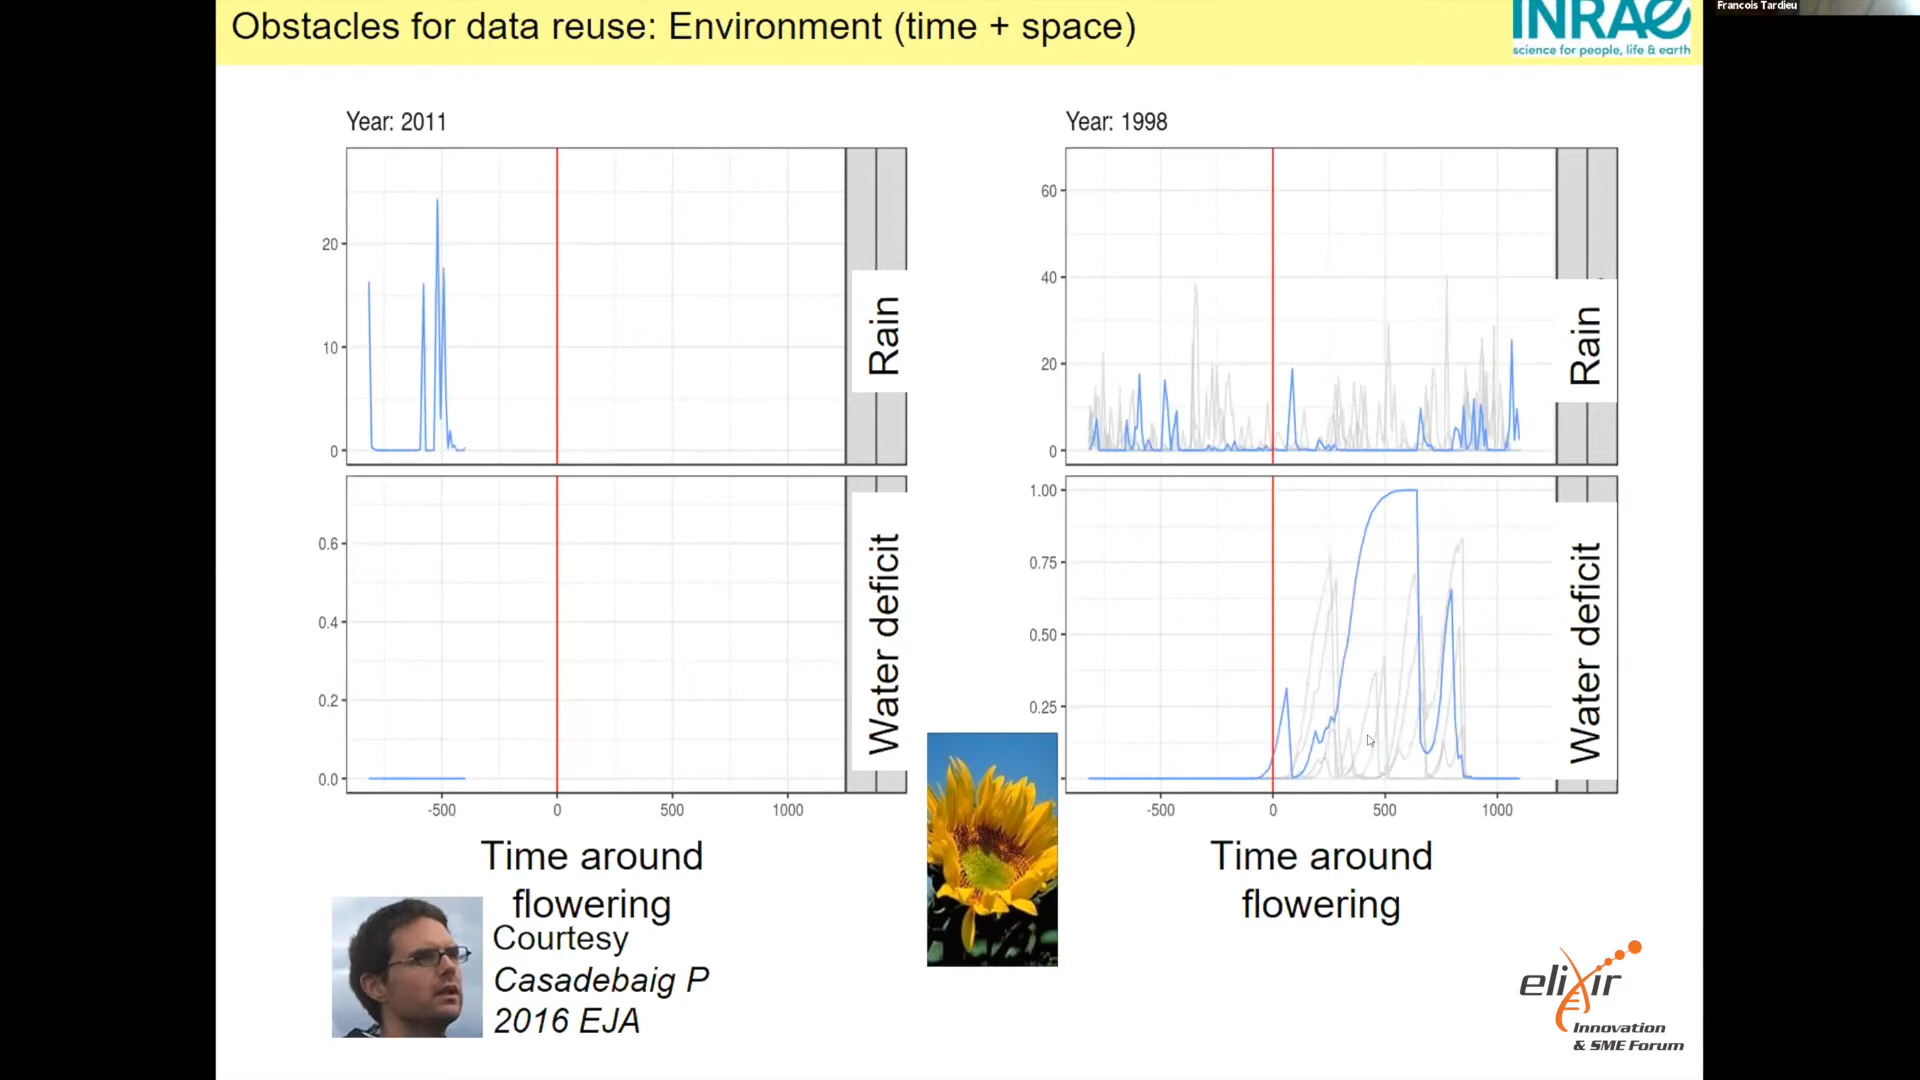 Francois Tardieu
Obstacles for data reuse: Environment (time + space)
INRAE
science for people, life & earth
Year: 2011
20
10
0
Rain
0.6
0.4
0.2
0.0
Water deficit
-500 0 500 1000
Time around
flowering
Year: 1998
60
40
20
0
Rain
1.00
0.75
0.50
0.25
Water deficit
-500 0 500 1000
Time around
flowering
Courtesy
Casadebaig P
2016 EJA
elixir
Innovation
& SME Forum